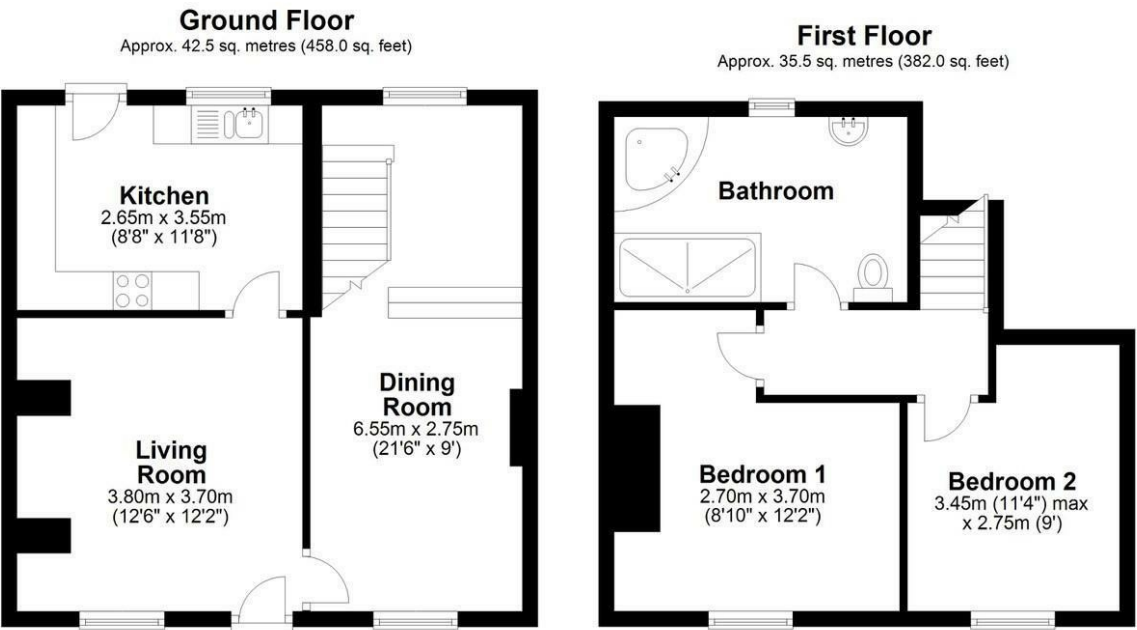 Ground Floor
Approx. 42.5 sq. metres (458.0 sq. feet)
Kitchen
2.65m x 3.55m
(8'8" x 11'8")
Living
Room
3.80m x 3.70m
(12'6" x 12'2")
Dining
Room
6.55m x 2.75m
(21'6" x 9')
First Floor
Approx. 35.5 sq. metres (382.0 sq. feet)
Bathroom
Bedroom 1
2.70m x 3.70m
(8'10" x 12'2")
Bedroom 2
3.45m (11'4") max
x 2.75m (9')